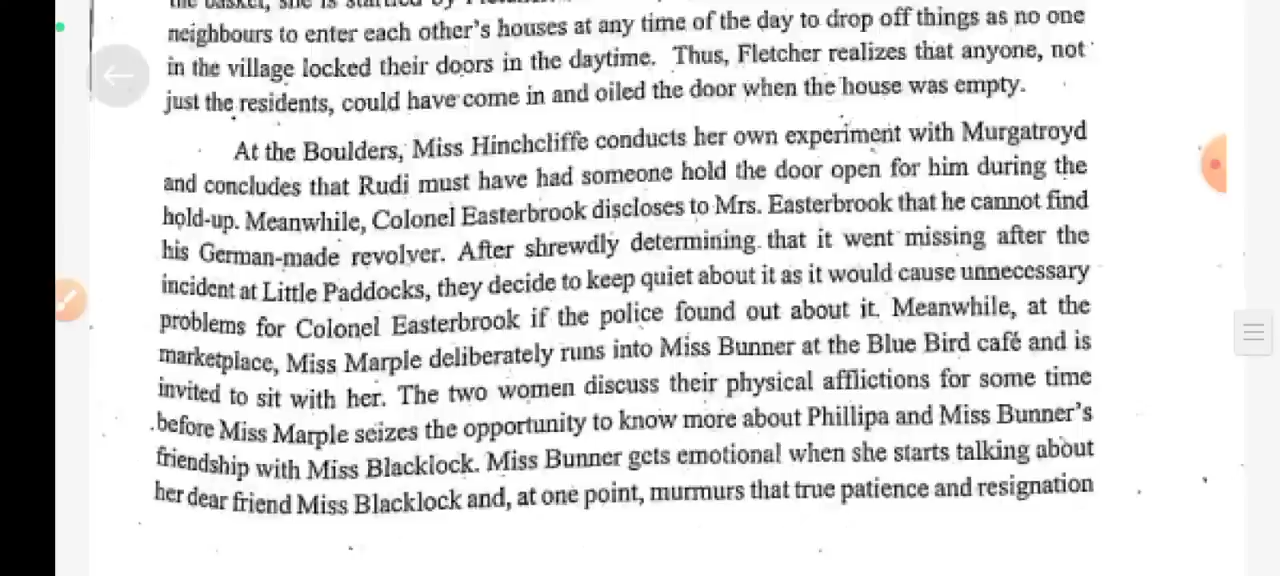 neighbours to enter each other's houses at any time of the day to drop off things as no one
in the village locked their doors in the daytime. Thus, Fletcher realizes that anyone, not
just the residents, could have come in and oiled the door when the house was empty.
At the Boulders, Miss Hinchcliffe conducts her own experiment with Murgatroyd
and concludes that Rudi must have had someone hold the door open for him during the
hold-up. Meanwhile, Colonel Easterbrook discloses to Mrs. Easterbrook that he cannot find
his German-made revolver. After shrewdly determining that it went missing after the
incident at Little Paddocks, they decide to keep quiet about it as it would cause unnecessary
problems for Colonel Easterbrook if the police found out about it. Meanwhile, at the
marketplace, Miss Marple deliberately runs into Miss Bunner at the Blue Bird café and is
invited to sit with her. The two women discuss their physical afflictions for some time
before Miss Marple seizes the opportunity to know more about Phillipa and Miss Bunner's
friendship with Miss Blacklock. Miss Bunner gets emotional when she starts talking about
her dear friend Miss Blacklock and, at one point, murmurs that true patience and resignation